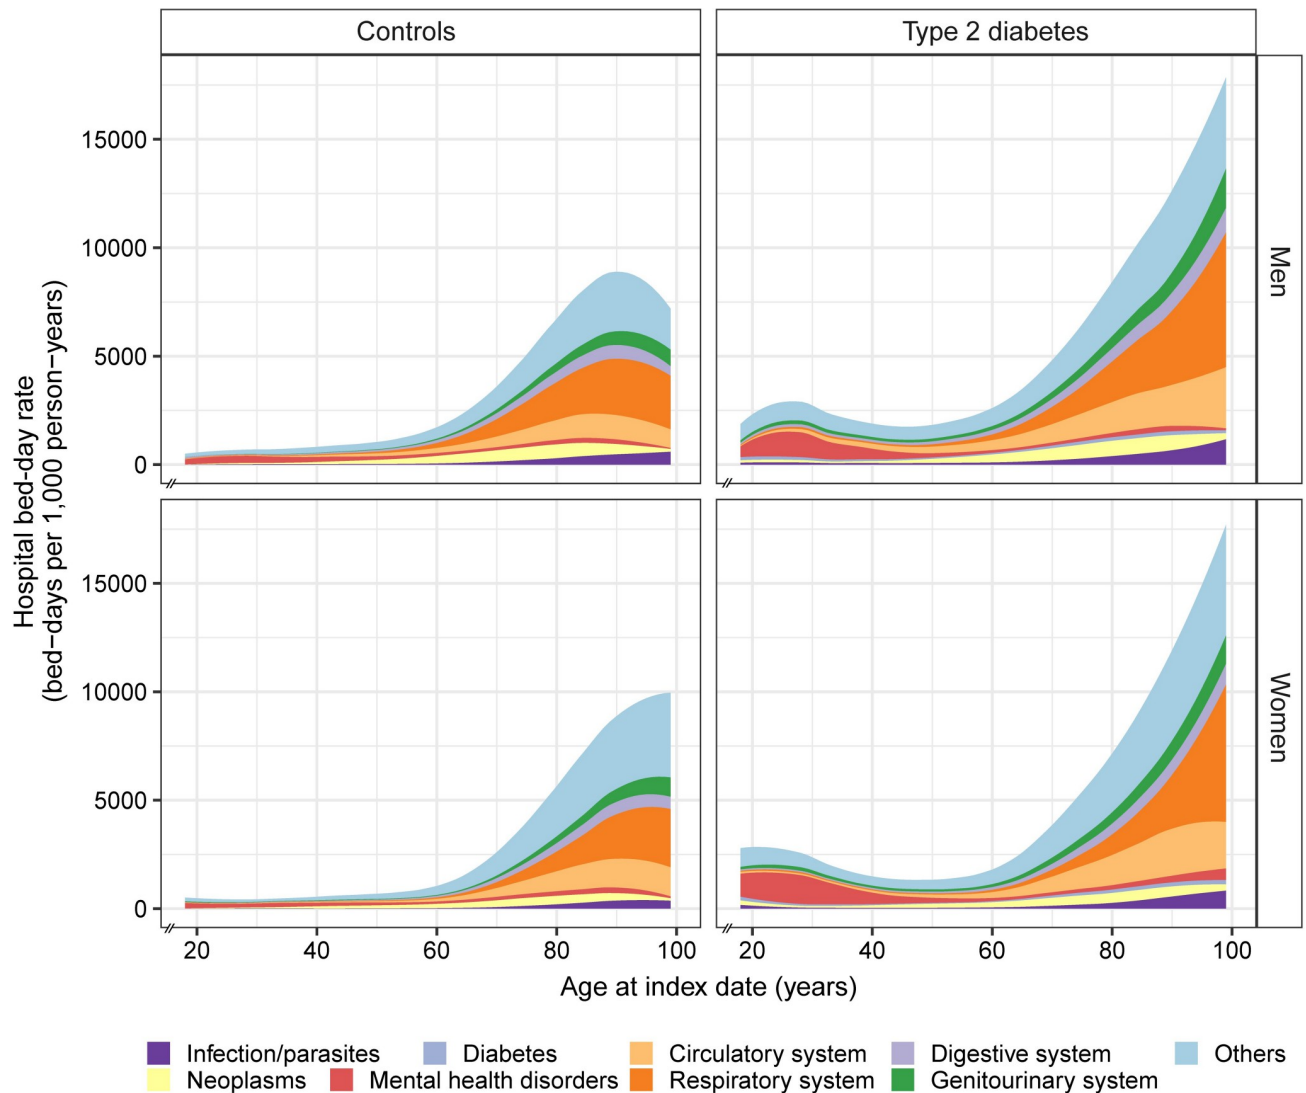 Controls
Type 2 diabetes
Hospital bed−day rate
(bed−days per 1,000 person−years)
15000
10000
5000
0
Men
15000
10000
5000
0
Women
20 40 60 80 100
20 40 60 80 100
Age at index date (years)
Infection/parasites Diabetes Circulatory system Digestive system Others
Neoplasms Mental health disorders Respiratory system Genitourinary system